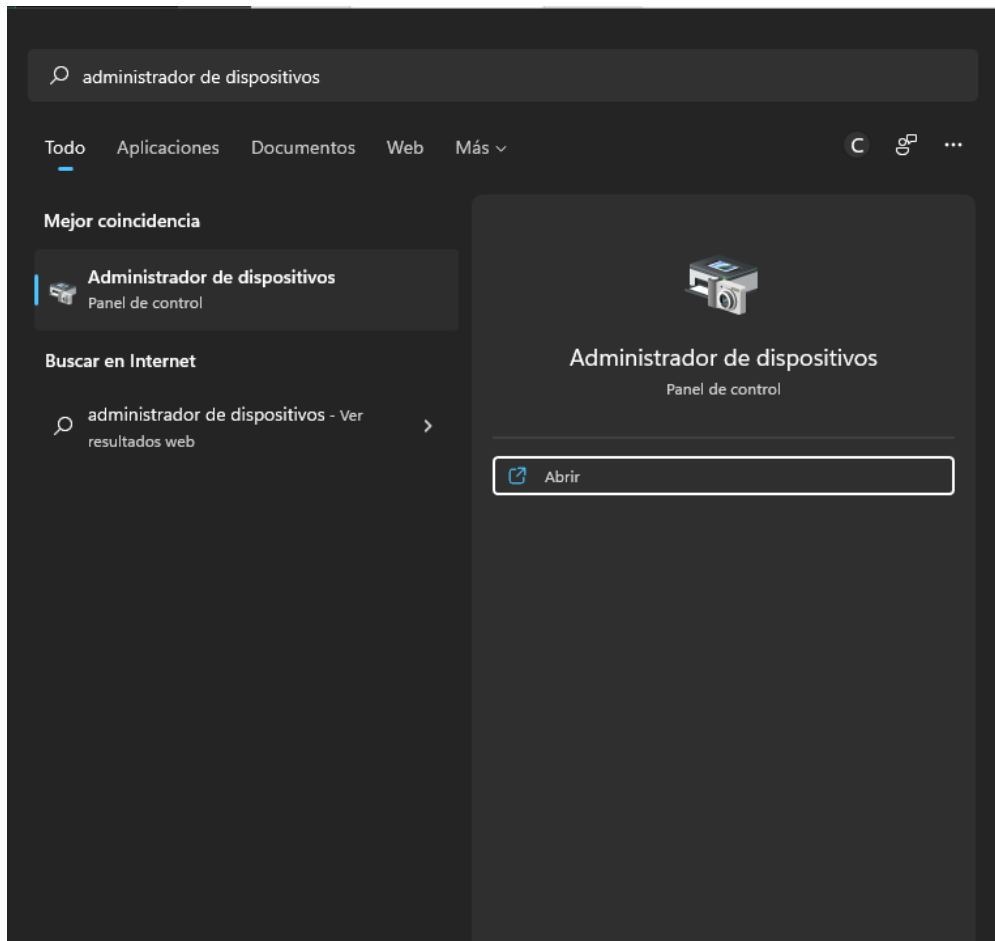 administrador de dispositivos
Todo Aplicaciones Documentos Web Más
C
Mejor coincidencia
Administrador de dispositivos
Panel de control
Buscar en Internet
administrador de dispositivos - Ver
resultados web
Administrador de dispositivos
Panel de control
Abrir